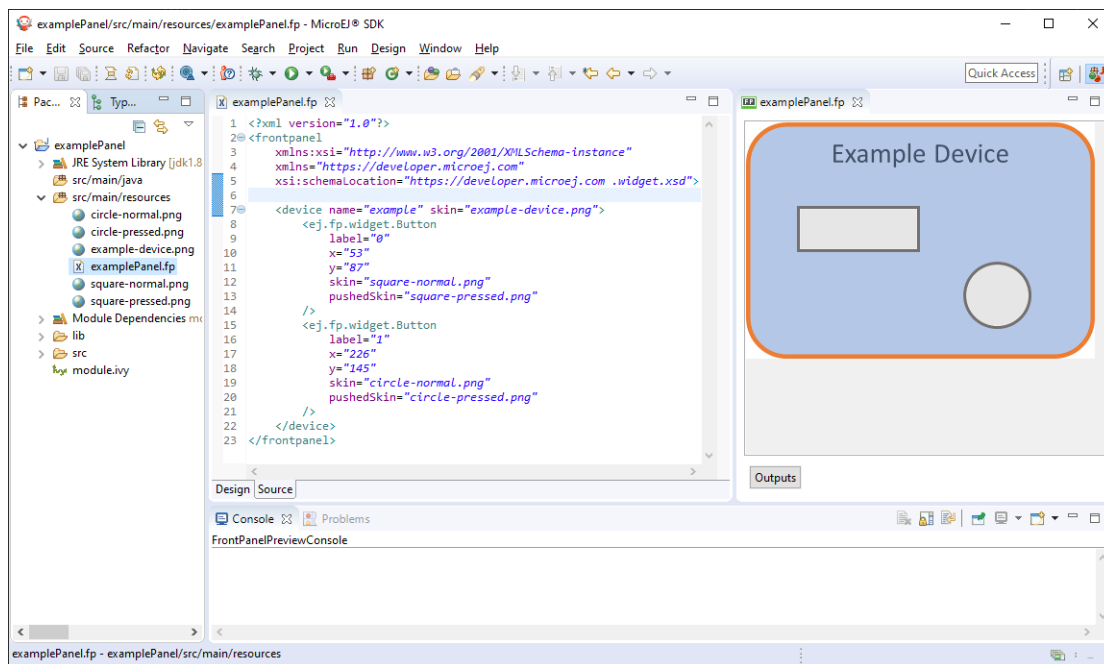 examplePanel/src/main/resources/examplePanel.fp - MicroEJ® SDK
File Edit Source Refactor Navigate Search Project Run Design Window Help
Quick Access
Pac... Typ...
examplePanel.fp
examplePanel.fp
examplePanel
JRE System Library [jdk1.8
src/main/java
src/main/resources
circle-normal.png
circle-pressed.png
example-device.png
examplePanel.fp
square-normal.png
square-pressed.png
Module Dependencies
lib
src
module.ivy
1 <?xml version="1.0"?>
2 <frontpanel
3 xmlns:xsi="http://www.w3.org/2001/XMLSchema-instance"
4 xmlns="https://developer.microej.com"
5 xsi:schemaLocation="https://developer.microej.com .widget.xsd">
6
7 <device name="example" skin="example-device.png">
8 <ej.fp.widget.Button
9 label="0"
10 x="53"
11 y="87"
12 skin="square-normal.png"
13 pushedSkin="square-pressed.png"
14 />
15 <ej.fp.widget.Button
16 label="1"
17 x="226"
18 y="145"
19 skin="circle-normal.png"
20 pushedSkin="circle-pressed.png"
21 />
22 </device>
23 </frontpanel>
Design Source
Example Device
Outputs
Console Problems
FrontPanelPreviewConsole
examplePanel.fp - examplePanel/src/main/resources